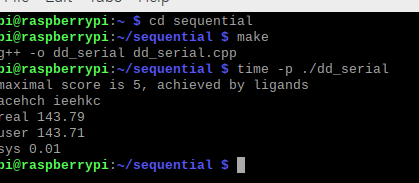 pi@raspberrypi:~ $ cd sequential
pi@raspberrypi:~/sequential $ make
g++ -o dd_serial dd_serial.cpp
pi@raspberrypi:~/sequential $ time -p ./dd_serial
maximal score is 5, achieved by ligands
acehch ieehkc
real 143.79
user 143.71
sys 0.01
pi@raspberrypi:~/sequential $